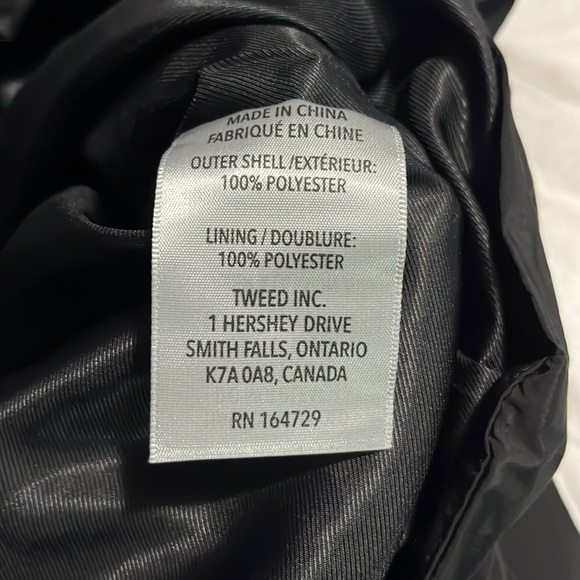 MADE IN CHINA
FABRIQUÉ EN CHINE
OUTER SHELL/EXTÉRIEUR:
100% POLYESTER
LINING / DOUBLURE:
100% POLYESTER
TWEED INC.
1 HERSHEY DRIVE
SMITH FALLS, ONTARIO
K7A 0A8, CANADA
RN 164729